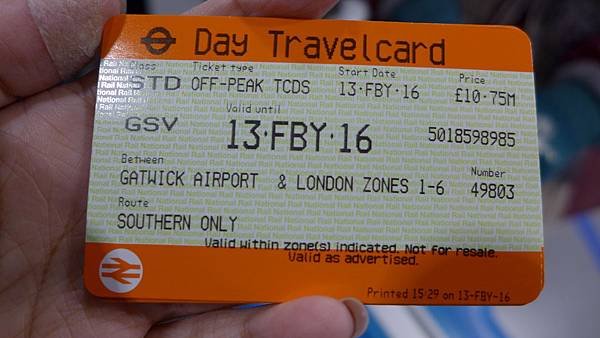 Day Travelcard
Class Ticket type Start Date Price
STD OFF-PEAK TCDS 13·FBY·16 £10·75M
Valid until
GSV 13·FBY·16 5018598985
Between Number
GATWICK AIRPORT & LONDON ZONES 1-6 49803
Route
SOUTHERN ONLY
Valid within zone(s) indicated. Not for resale.
Valid as advertised.
Printed 15·29 on 13-FBY-16